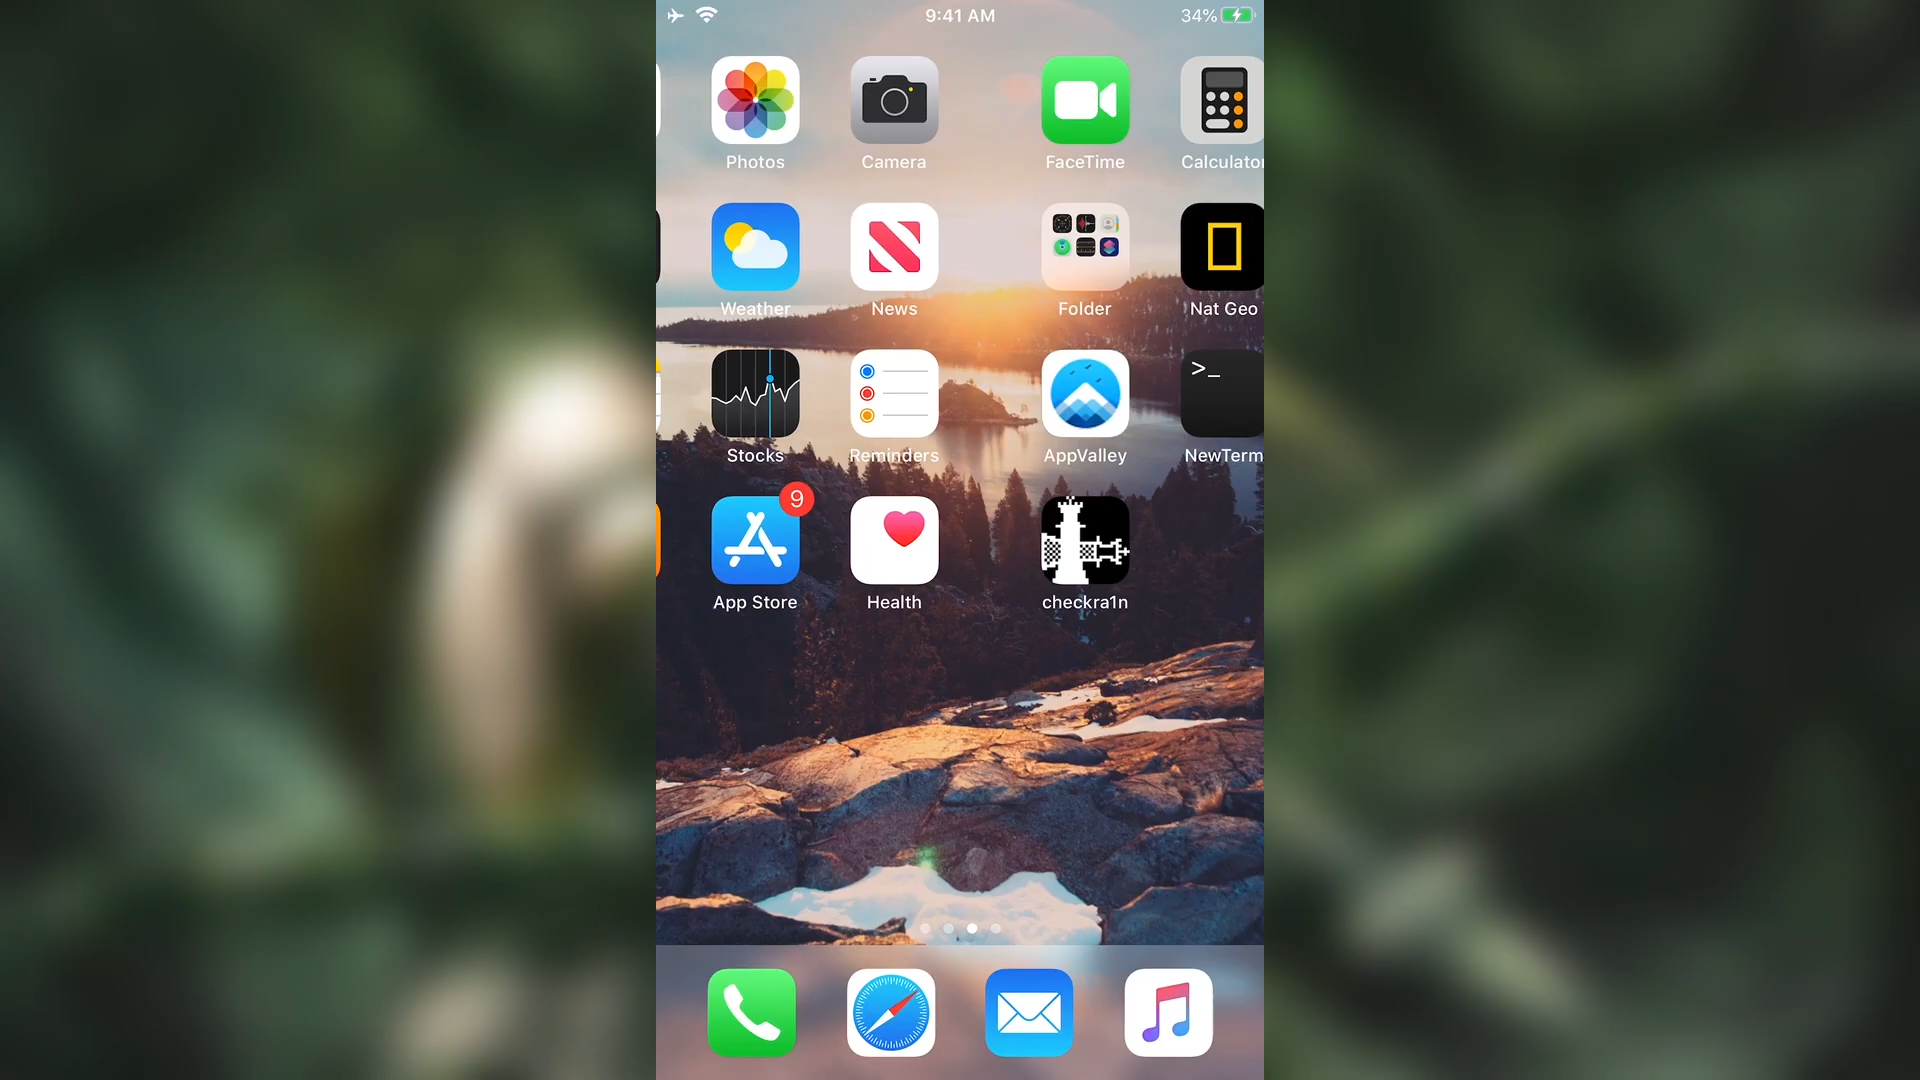 9:41 AM
34%
Photos
Camera
FaceTime
Calculator
Weather
News
Folder
Nat Geo
>_
Stocks
Reminders
AppValley
NewTerm
9
App Store
Health
checkra1n